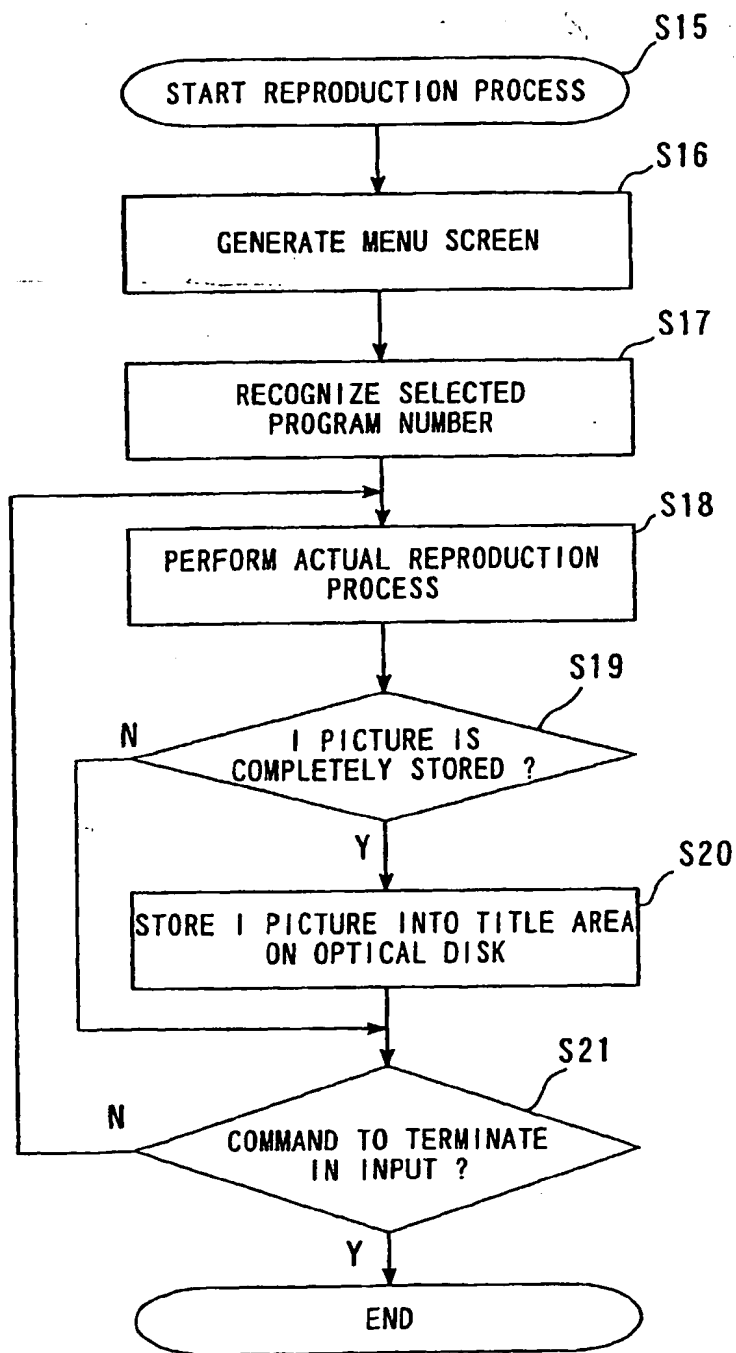 S15
START REPRODUCTION PROCESS
S16
GENERATE MENU SCREEN
S17
RECOGNIZE SELECTED
PROGRAM NUMBER
S18
PERFORM ACTUAL REPRODUCTION
PROCESS
S19
N
I PICTURE IS
COMPLETELY STORED ?
Y
S20
STORE I PICTURE INTO TITLE AREA
ON OPTICAL DISK
S21
N
COMMAND TO TERMINATE
IN INPUT ?
Y
END